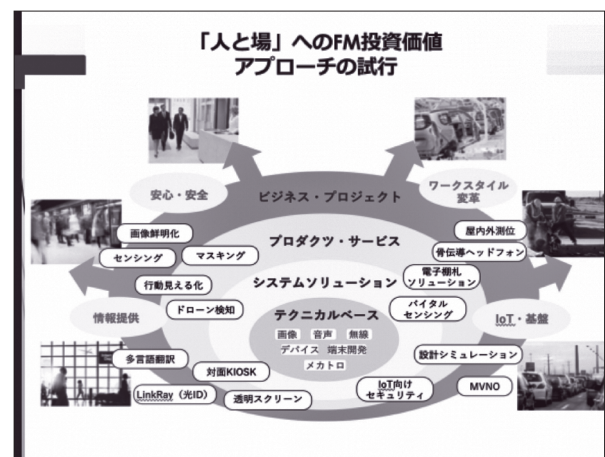 「人と場」へのFM投資価値
アプローチの試行
安心・安全
ビジネス・プロジェクト
ワークスタイル
変革
画像鮮明化
プロダクツ・サービス
屋内外測位
センシング
マスキング
骨伝導ヘッドフォン
行動見える化
システムソリューション
電子棚札
ソリューション
ドローン検知
テクニカルベース
バイタル
センシング
情報提供
画像 音声 無線
IoT・基盤
デバイス 端末開発
多言語翻訳
メカトロ
設計シミュレーション
対面KIOSK
LinkRay（光ID）
透明スクリーン
IoT向け
セキュリティ
MVNO